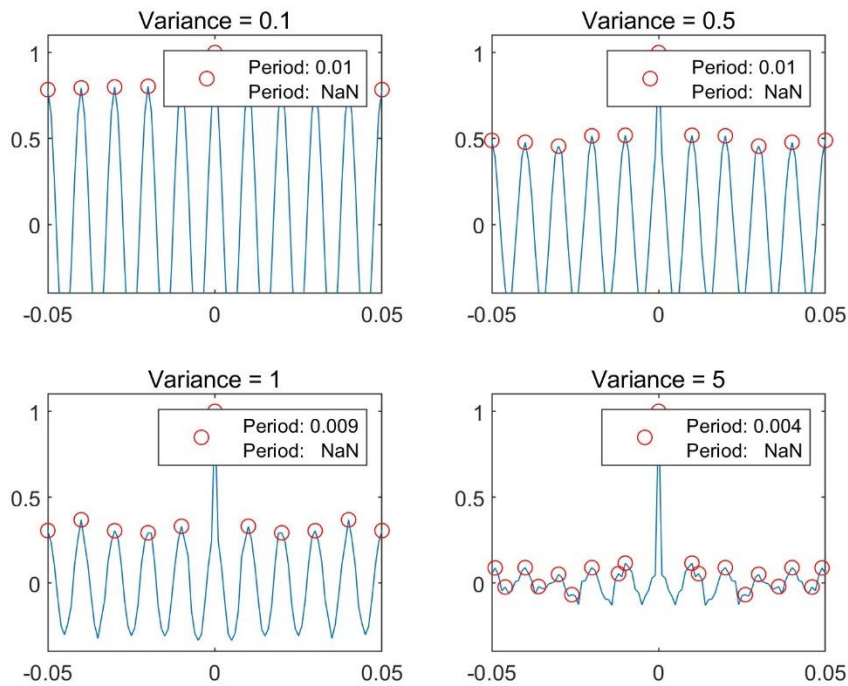 Variance = 0.1
1
0.5
0
-0.05
0
0.05
Period: 0.01
Period: NaN
Variance = 0.5
1
0.5
0
-0.05
0
0.05
Period: 0.01
Period: NaN
Variance = 1
1
0.5
0
-0.05
0
0.05
Period: 0.009
Period: NaN
Variance = 5
1
0.5
0
-0.05
0
0.05
Period: 0.004
Period: NaN